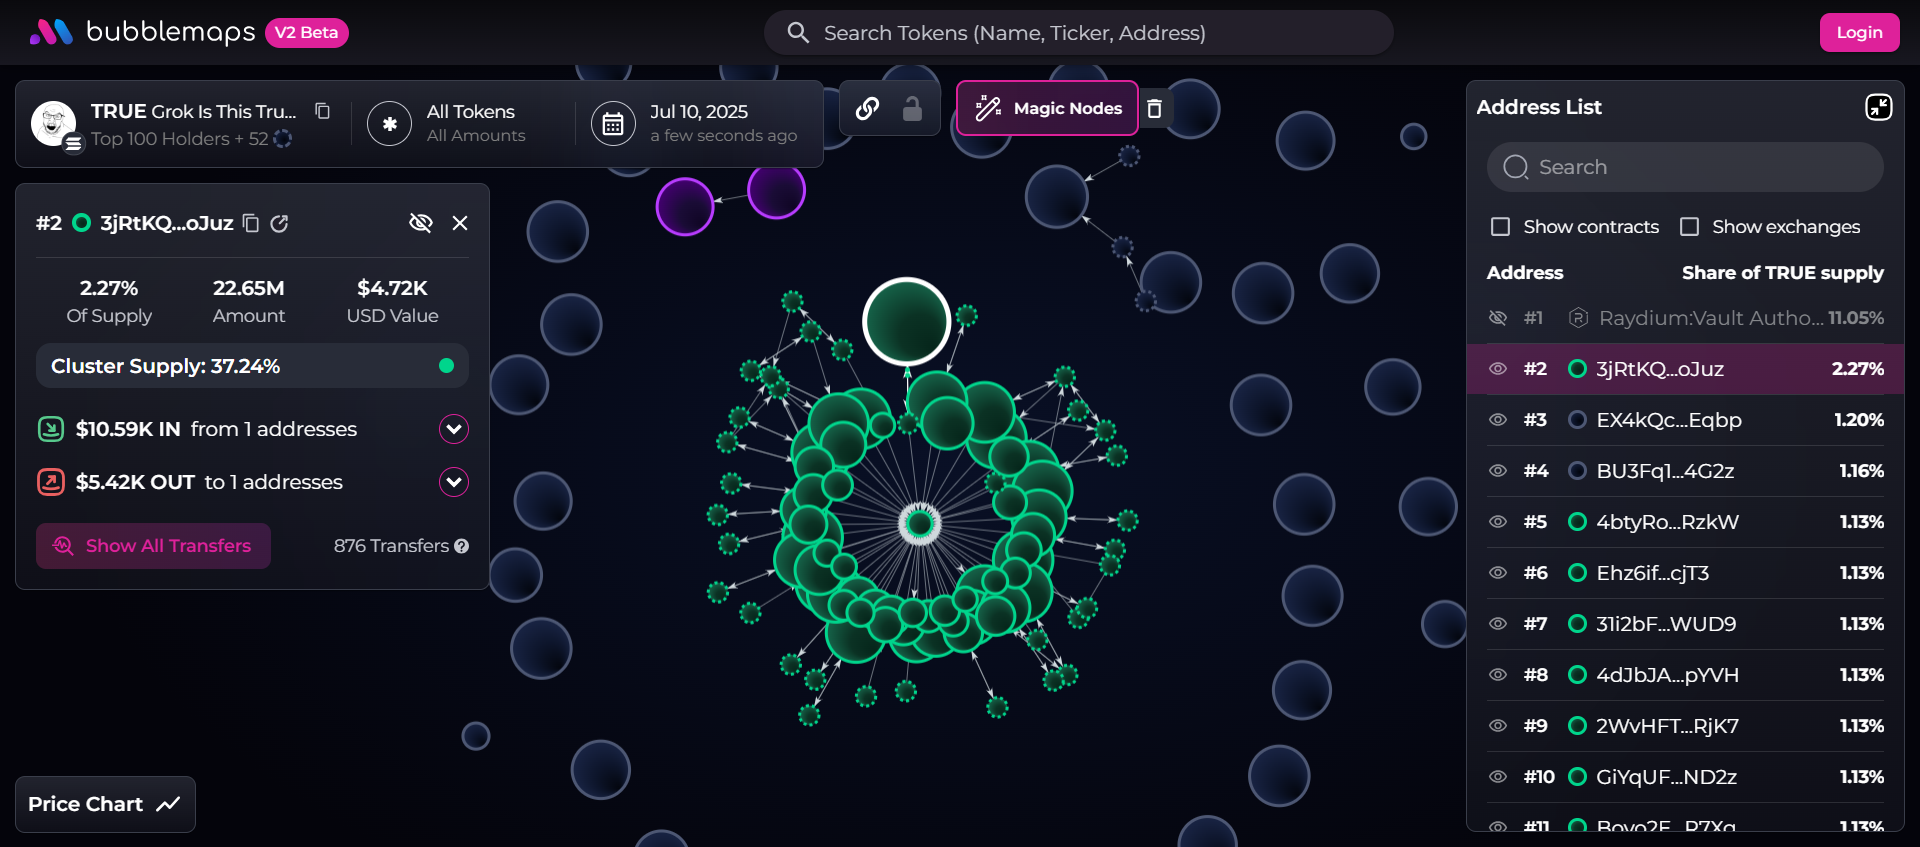 bubblemaps V2 Beta
Search Tokens (Name, Ticker, Address)
Login
TRUE Grok Is This Tru...
Top 100 Holders + 52
All Tokens
All Amounts
Jul 10, 2025
a few seconds ago
Magic Nodes
#2 3jRtKQ...oJuz
2.27% 22.65M $4.72K
Of Supply Amount USD Value
Cluster Supply: 37.24%
$10.59K IN from 1 addresses
$5.42K OUT to 1 addresses
Show All Transfers 876 Transfers ?
Price Chart
Address List
Search
Show contracts Show exchanges
Address Share of TRUE supply
#1 Raydium:Vault Autho... 11.05%
#2 3jRtKQ...oJuz 2.27%
#3 EX4kQc...Eqbp 1.20%
#4 BU3Fq1...4G2z 1.16%
#5 4btyRo...RzkW 1.13%
#6 Ehz6if...cjT3 1.13%
#7 31i2bF...WUD9 1.13%
#8 4dJbJA...pYVH 1.13%
#9 2WvHFT...RjK7 1.13%
#10 GiYqUF...ND2z 1.13%
#11 1.13%